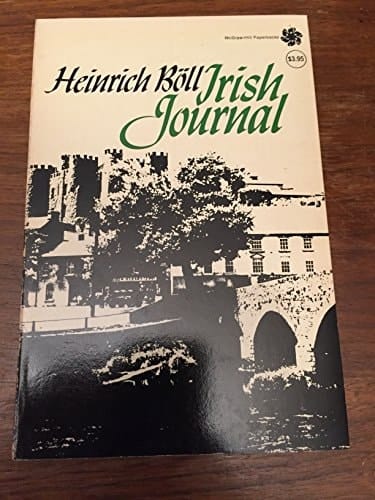 McGraw-Hill Paperbacks
$3.95
Heinrich Böll Irish
Journal